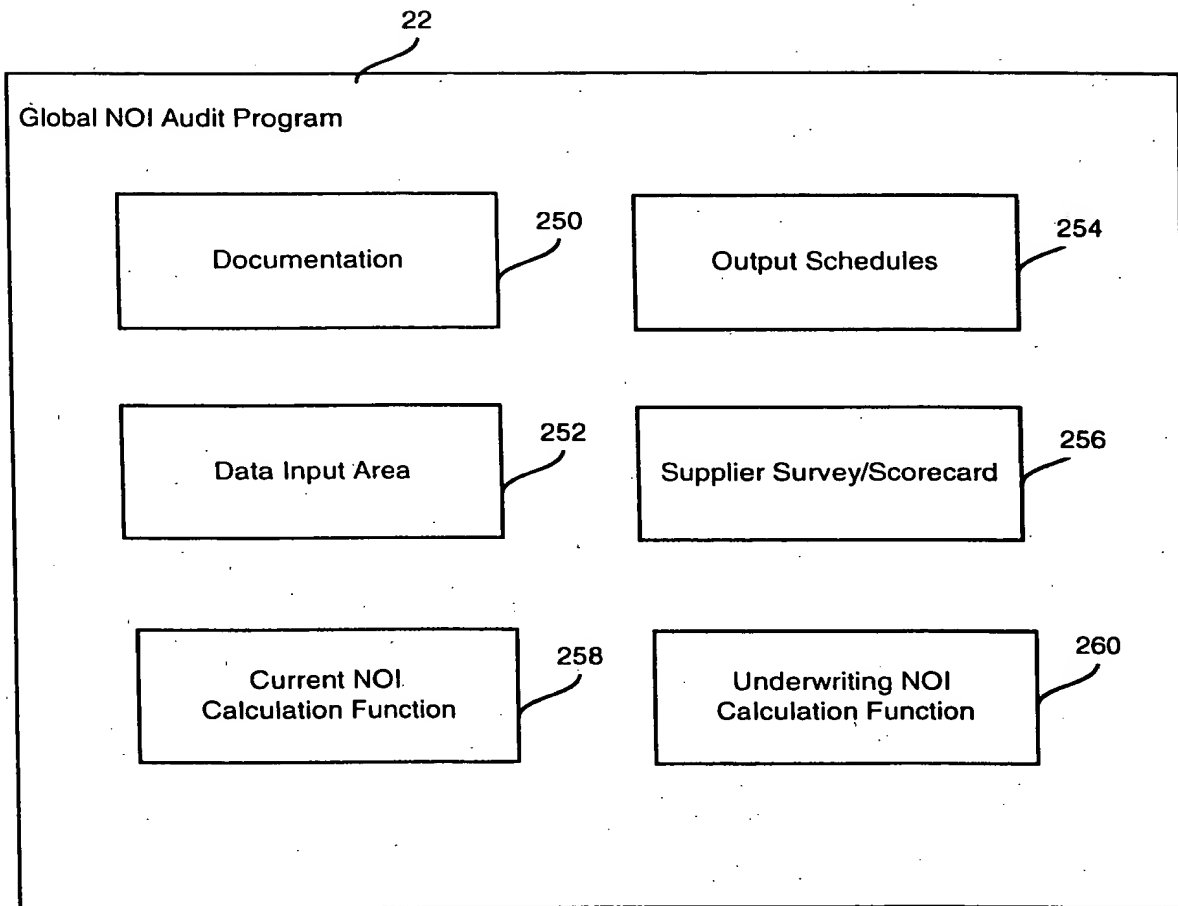 22
Global NOI Audit Program
Documentation
250
Output Schedules
254
Data Input Area
252
Supplier Survey/Scorecard
256
Current NOI
Calculation Function
258
Underwriting NOI
Calculation Function
260